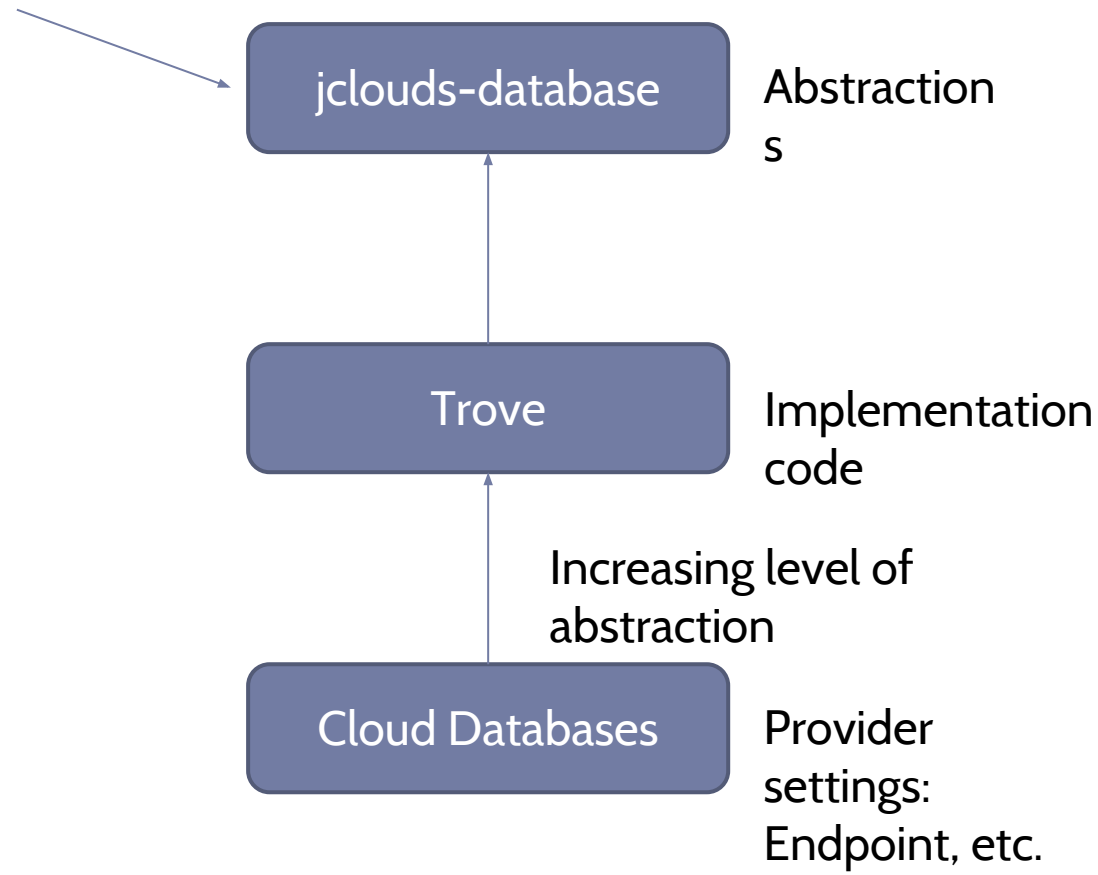 jclouds-database
Abstraction
s
Trove
Implementation
code
Increasing level of
abstraction
Cloud Databases
Provider
settings:
Endpoint, etc.